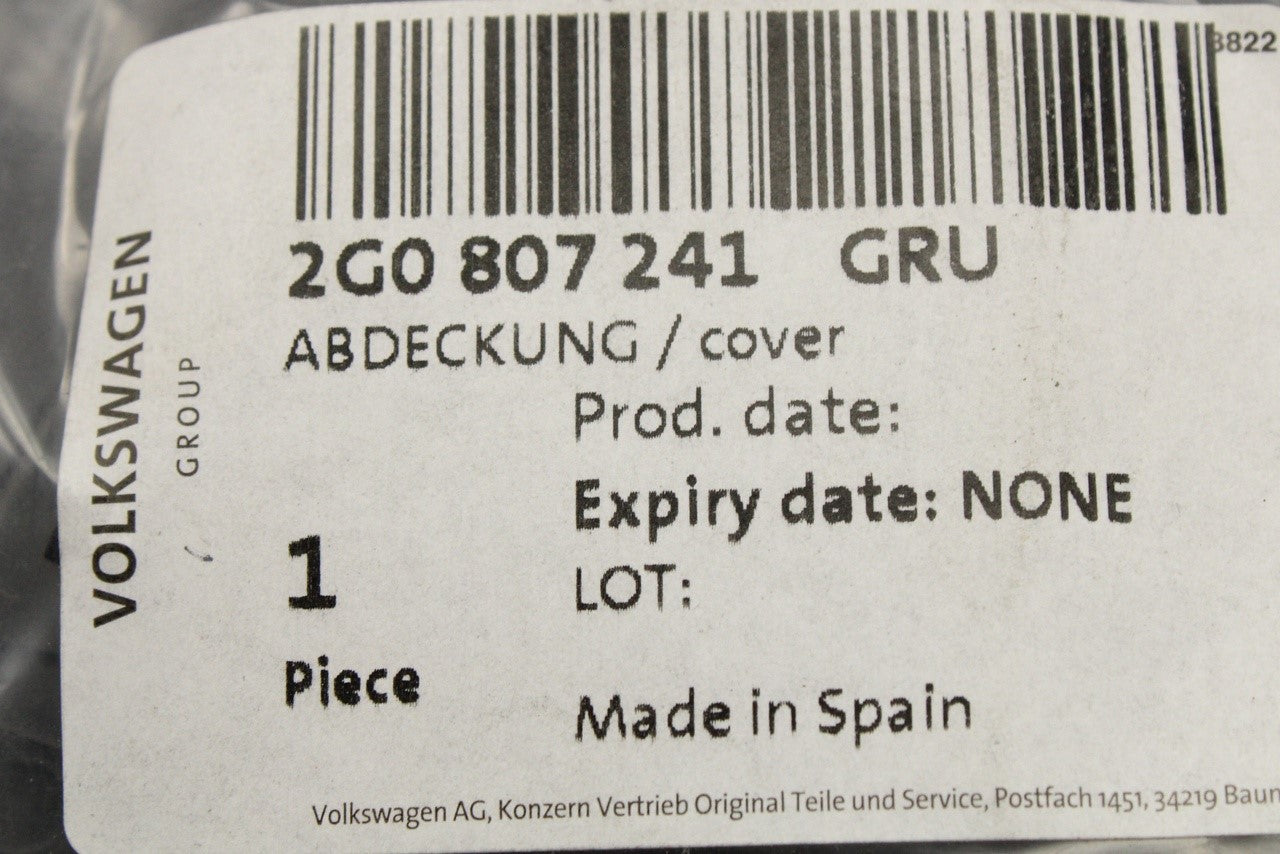 3822
2G0 807 241 GRU
ABDECKUNG / cover
Prod. date:
Expiry date: NONE
LOT:
1
Piece
Made in Spain
VOLKSWAGEN
GROUP
Volkswagen AG, Konzern Vertrieb Original Teile und Service, Postfach 1451, 34219 Baun